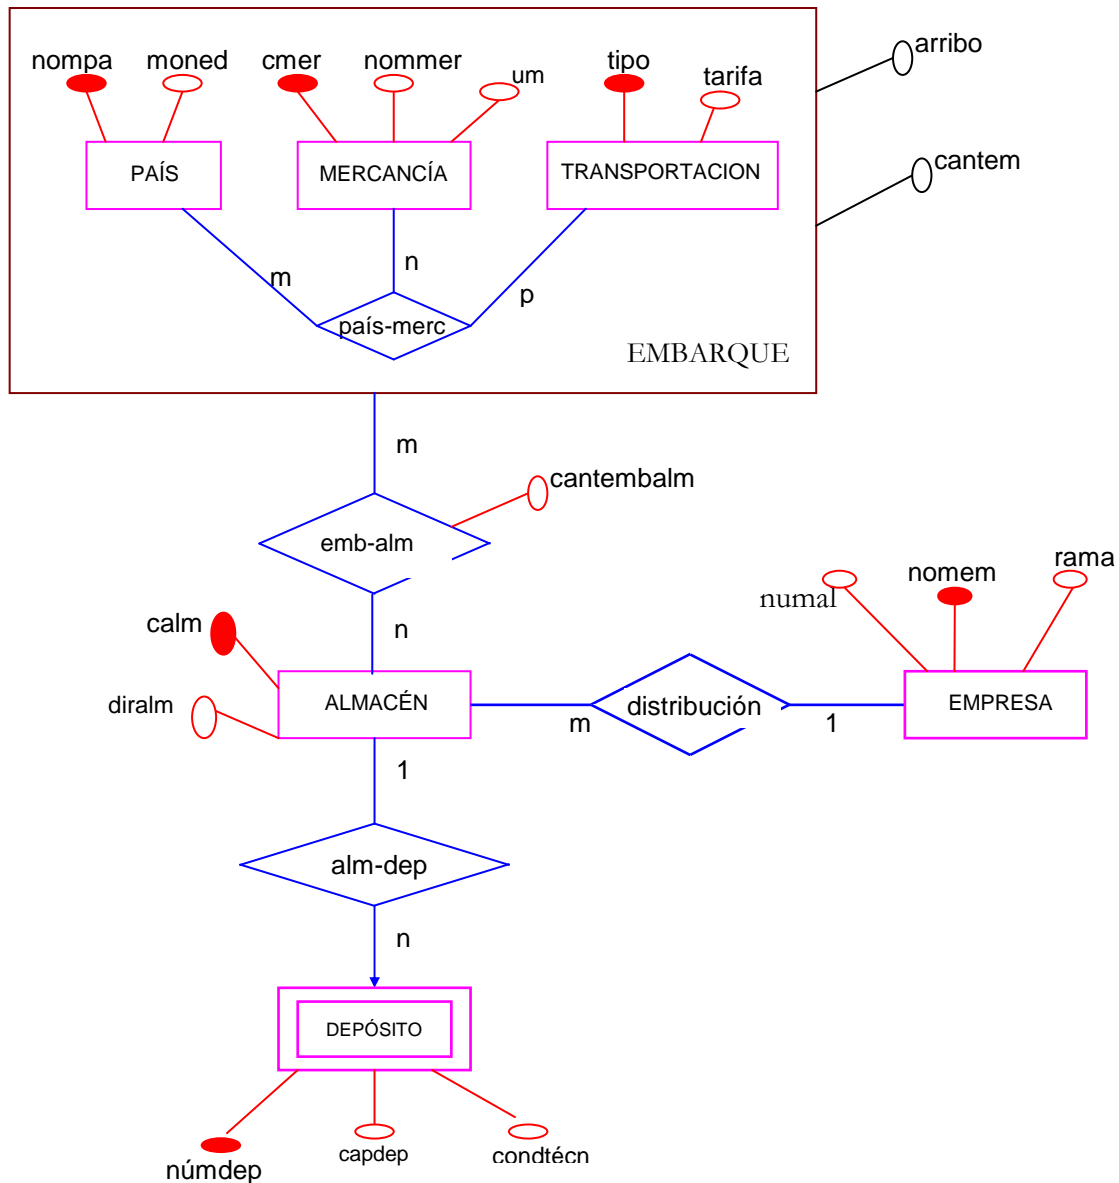 arribo
nompa moned cmer nommer um tipo tarifa
cantem
PAÍS MERCANCÍA TRANSPORTACION
m n p
país-merc
EMBARQUE
m
cantembalm
emb-alm
numal nomem rama
calm n
diralm ALMACÉN m distribución 1 EMPRESA
1
alm-dep
n
DEPÓSITO
númdep capdep condtécn